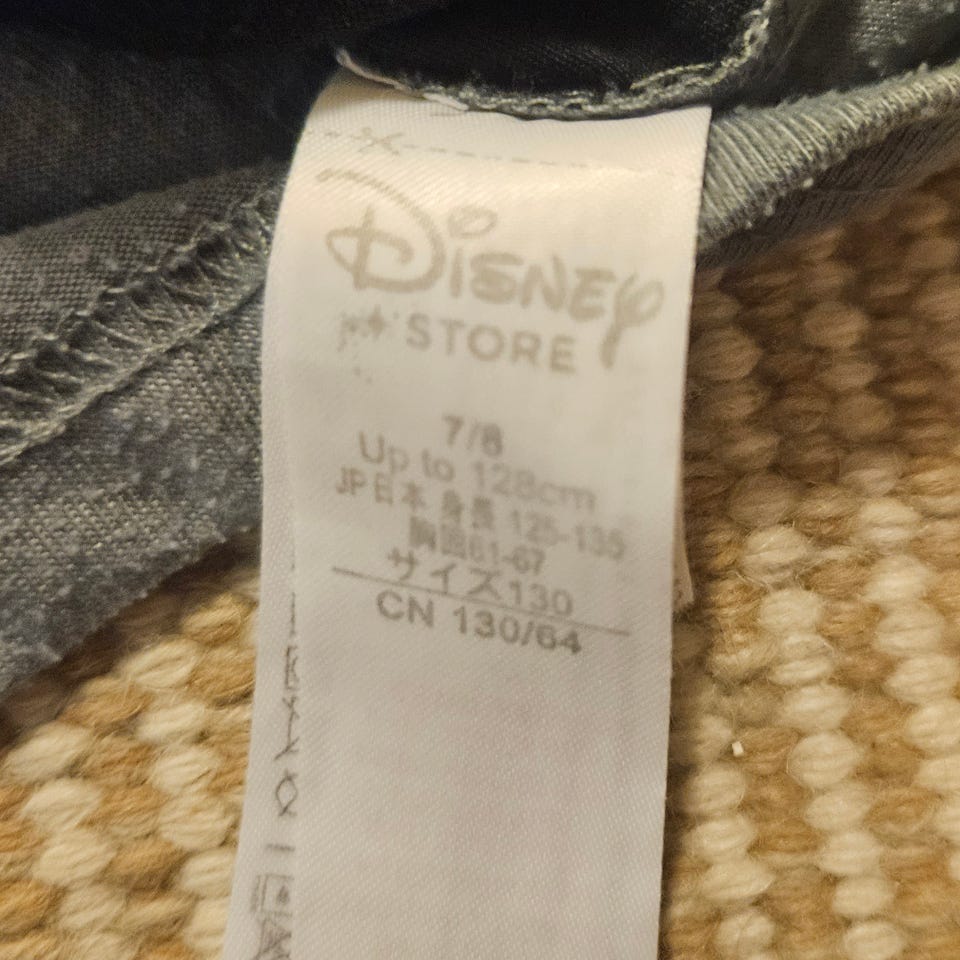 Disney
STORE
7/8
Up to 128cm
JP日本 身長 125-135
胸囲61-67
サイズ130
CN 130/64